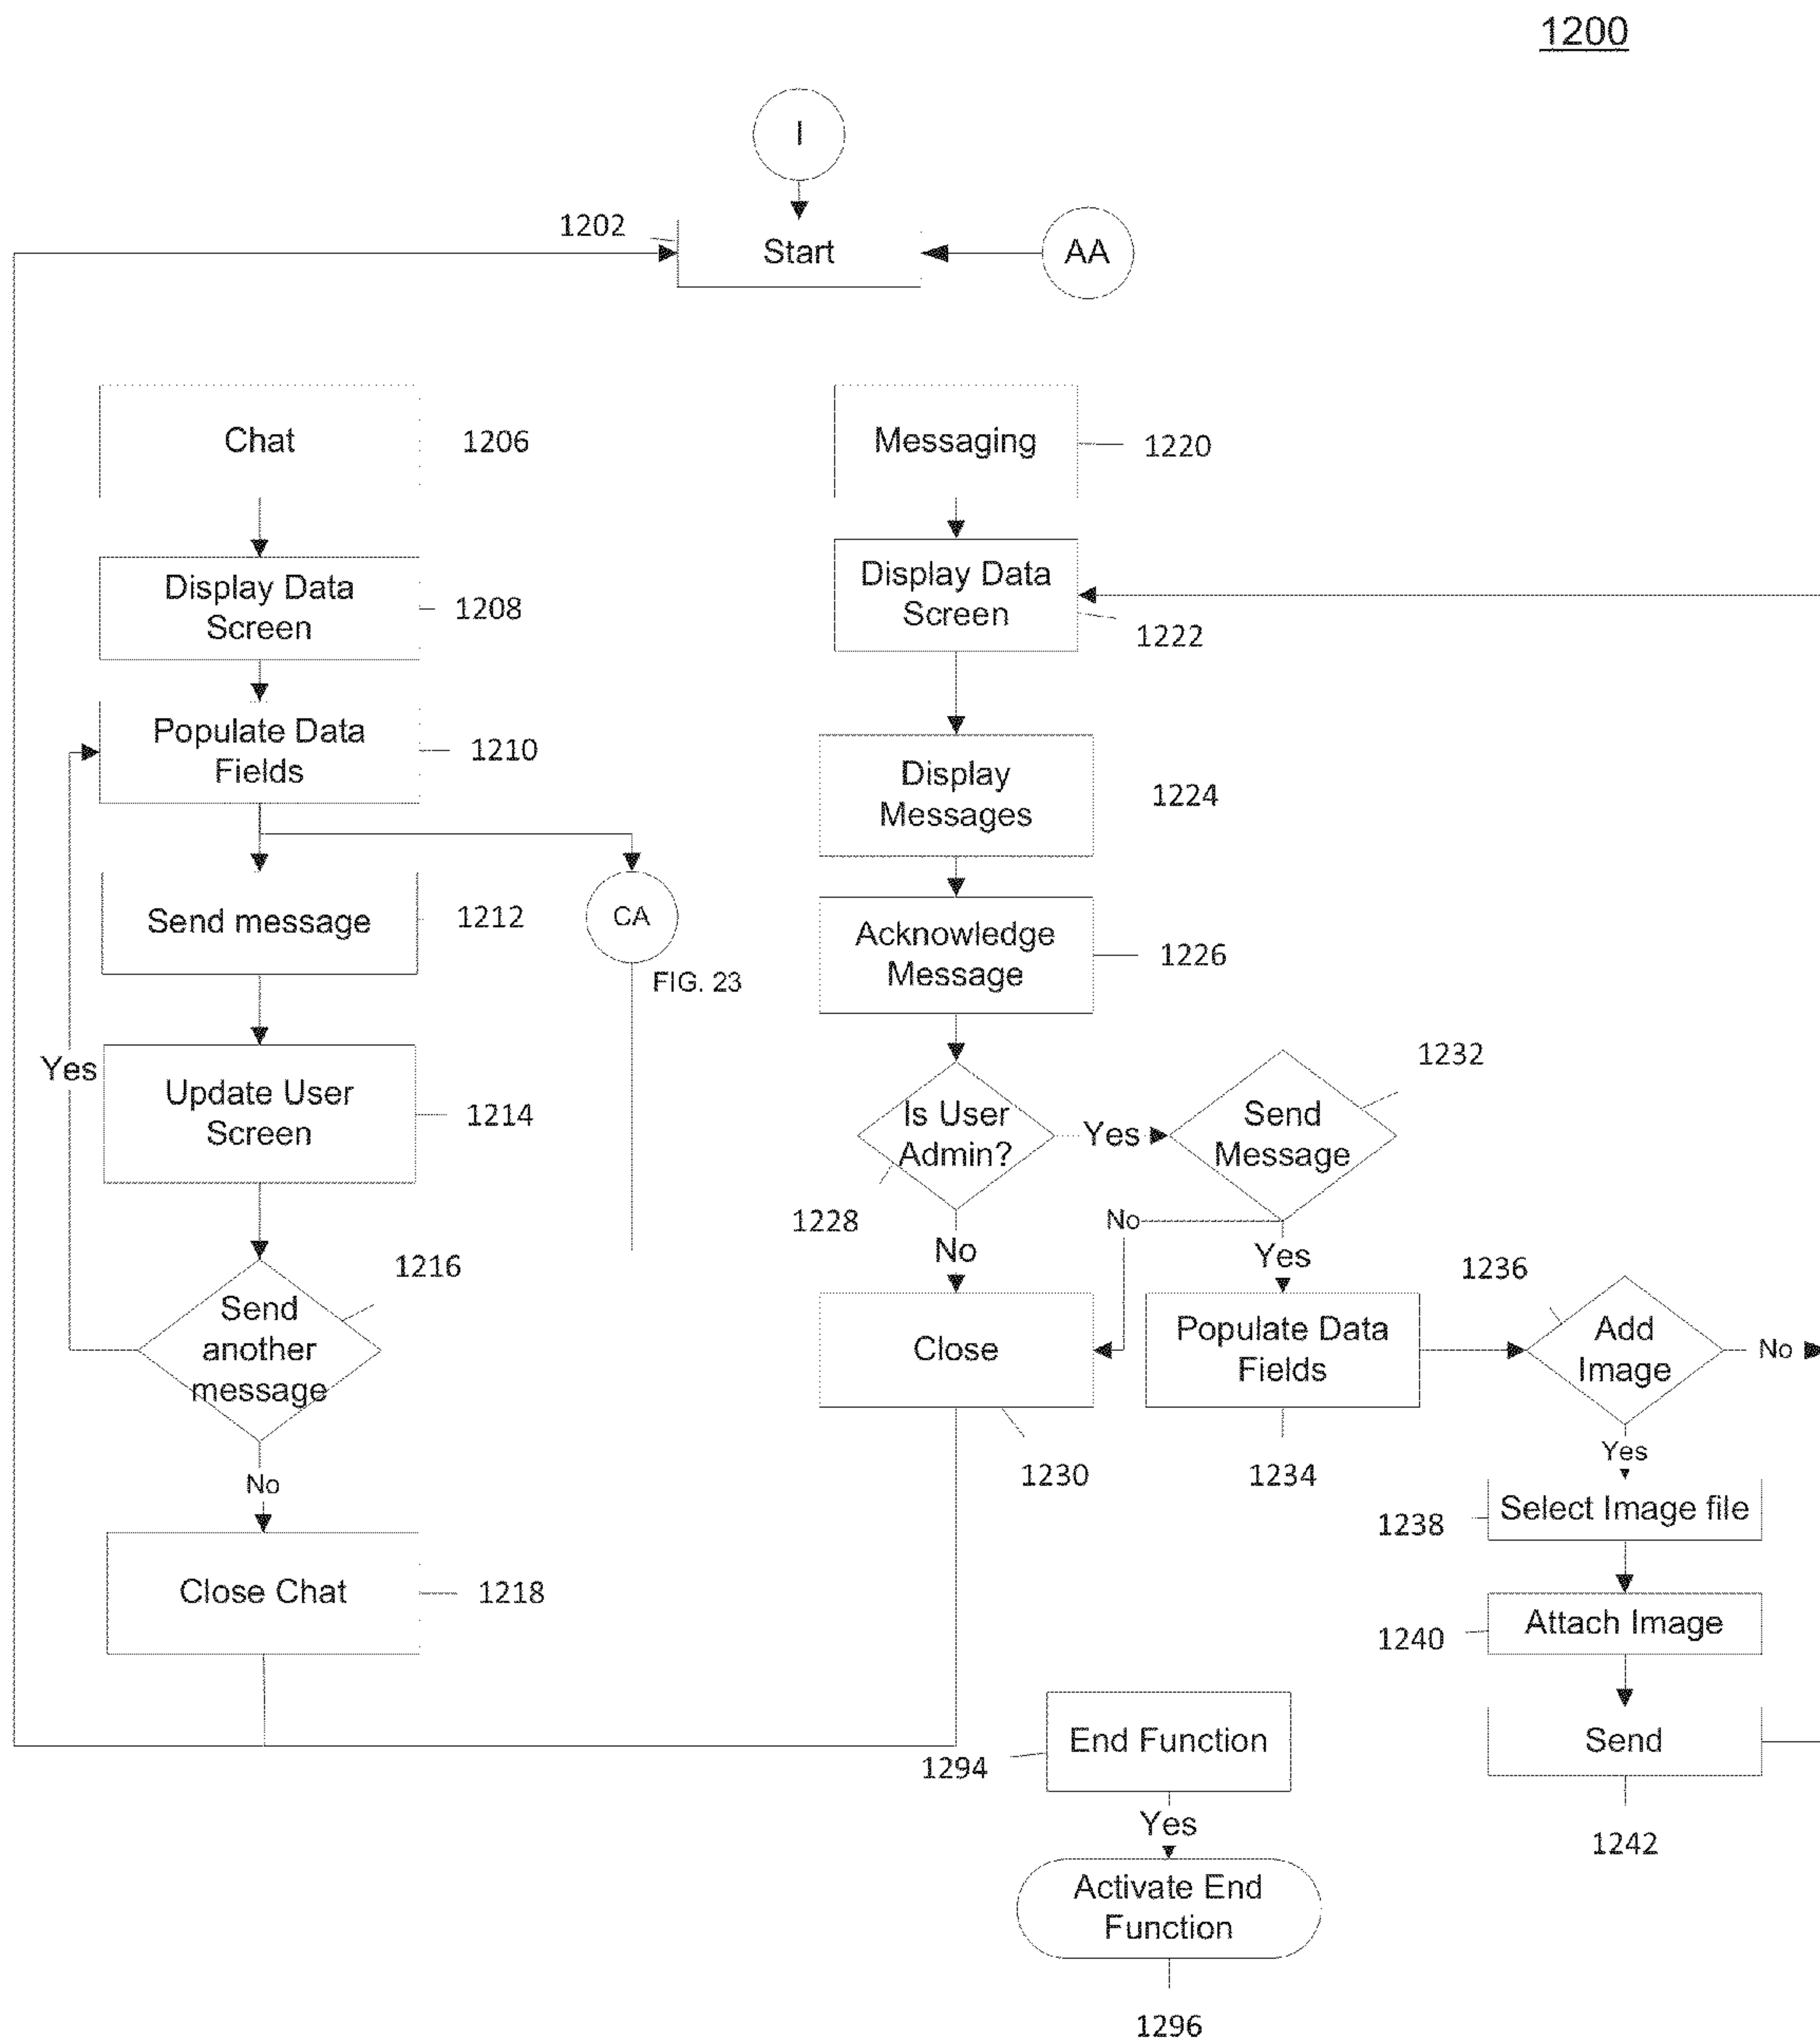 1200
I
1202
Start
AA
Chat
1206
Display Data
Screen
1208
Populate Data
Fields
1210
Send message
1212
CA
FIG. 23
Update User
Screen
1214
Yes
Send
another
message
1216
No
Close Chat
1218
Messaging
1220
Display Data
Screen
1222
Display
Messages
1224
Acknowledge
Message
1226
Is User
Admin?
1228
Yes
No
Send
Message
1232
No
Yes
Close
1230
Populate Data
Fields
1234
Add
Image
1236
No
Yes
Select Image file
1238
Attach Image
1240
Send
1242
End Function
1294
Yes
Activate End
Function
1296